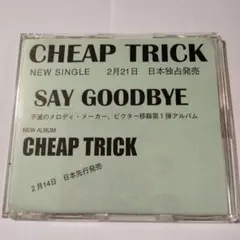 CHEAP TRICK
NEW SINGLE 2月21日 日本独占発売
SAY GOODBYE
不滅のメロディ・メーカー、ビクター移籍第1弾アルバム
NEW ALBUM
CHEAP TRICK
2月14日 日本先行発売